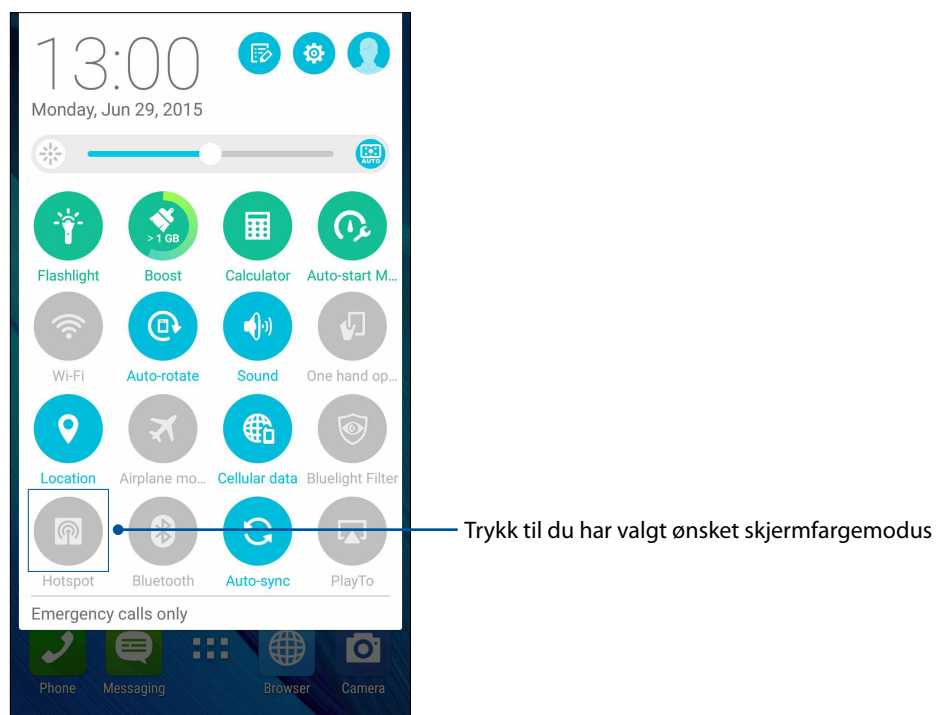 13:00
Monday, Jun 29, 2015
AUTO
> 1 GB
Flashlight Boost Calculator Auto-start M...
Wi-Fi Auto-rotate Sound One hand op...
Location Airplane mo... Cellular data Bluelight Filter
Trykk til du har valgt ønsket skjermfargemodus
Hotspot Bluetooth Auto-sync PlayTo
Emergency calls only
Phone Messaging Browser Camera